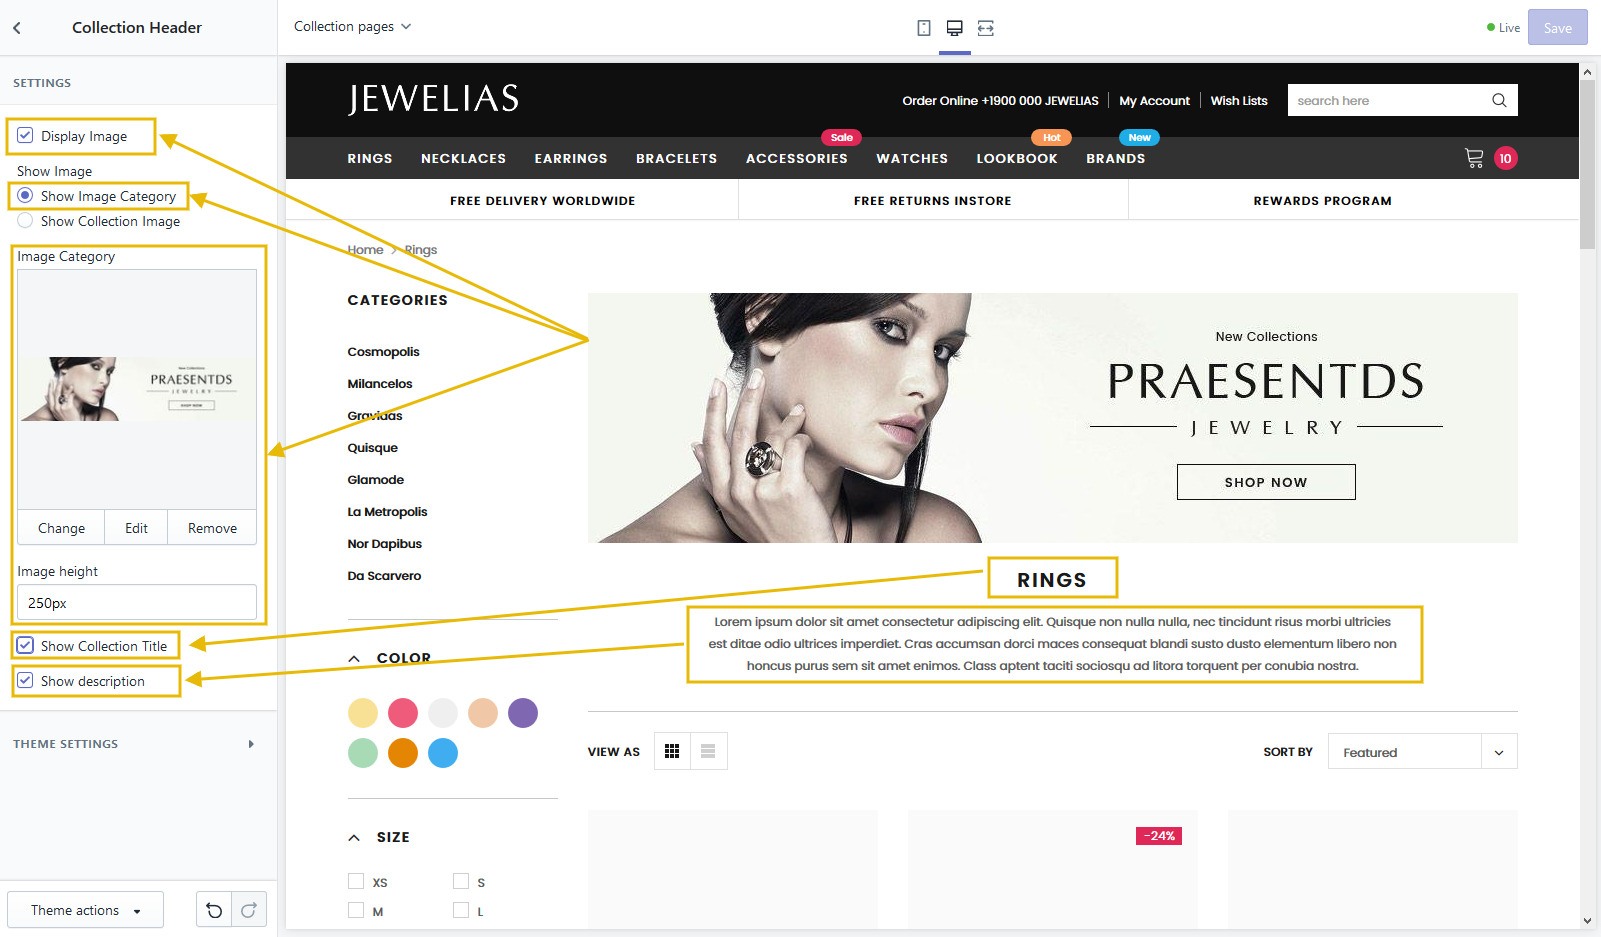 Collection Header
Collection pages
Live
Save
SETTINGS
Display Image
Show Image
Show Image Category
Show Collection Image
Image Category
New Collections
PRAESENTDS
JEWELRY
SHOP NOW
Change
Edit
Remove
Image height
250px
Show Collection Title
Show description
THEME SETTINGS
Theme actions
JEWELIAS
Order Online +1900 000 JEWELIAS
My Account
Wish Lists
search here
Sale
Hot
New
RINGS
NECKLACES
EARRINGS
BRACELETS
ACCESSORIES
WATCHES
LOOKBOOK
BRANDS
10
FREE DELIVERY WORLDWIDE
FREE RETURNS INSTORE
REWARDS PROGRAM
Home > Rings
CATEGORIES
Cosmopolis
Milancelos
Gravidas
Quisque
Glamode
La Metropolis
Nor Dapibus
Da Scarvero
COLOR
SIZE
XS
S
M
L
New Collections
PRAESENTDS
JEWELRY
SHOP NOW
RINGS
Lorem ipsum dolor sit amet consectetur adipiscing elit. Quisque non nulla nulla, nec tincidunt risus morbi ultricies
est ditae odio ultrices imperdiet. Cras accumsan dorci maces consequat blandi susto dusto elementum libero non
honcus purus sem sit amet enimos. Class aptent taciti sociosqu ad litora torquent per conubia nostra.
VIEW AS
SORT BY
Featured
-24%